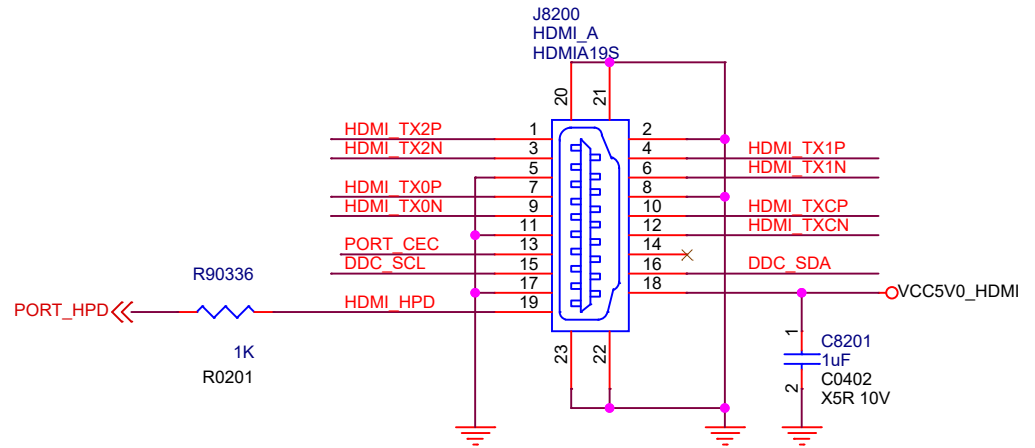 J8200
HDMI_A
HDMIA19S
20
21
HDMI_TX2P
1
2
HDMI_TX2N
3
4
HDMI_TX1P
5
6
HDMI_TX1N
HDMI_TX0P
7
8
HDMI_TX0N
9
10
HDMI_TXCP
11
12
HDMI_TXCN
PORT_CEC
13
14
DDC_SCL
15
16
DDC_SDA
17
18
VCC5V0_HDMI
R90336
HDMI_HPD
19
PORT_HPD
1K
R0201
23
22
1
C8201
1uF
C0402
2
X5R 10V